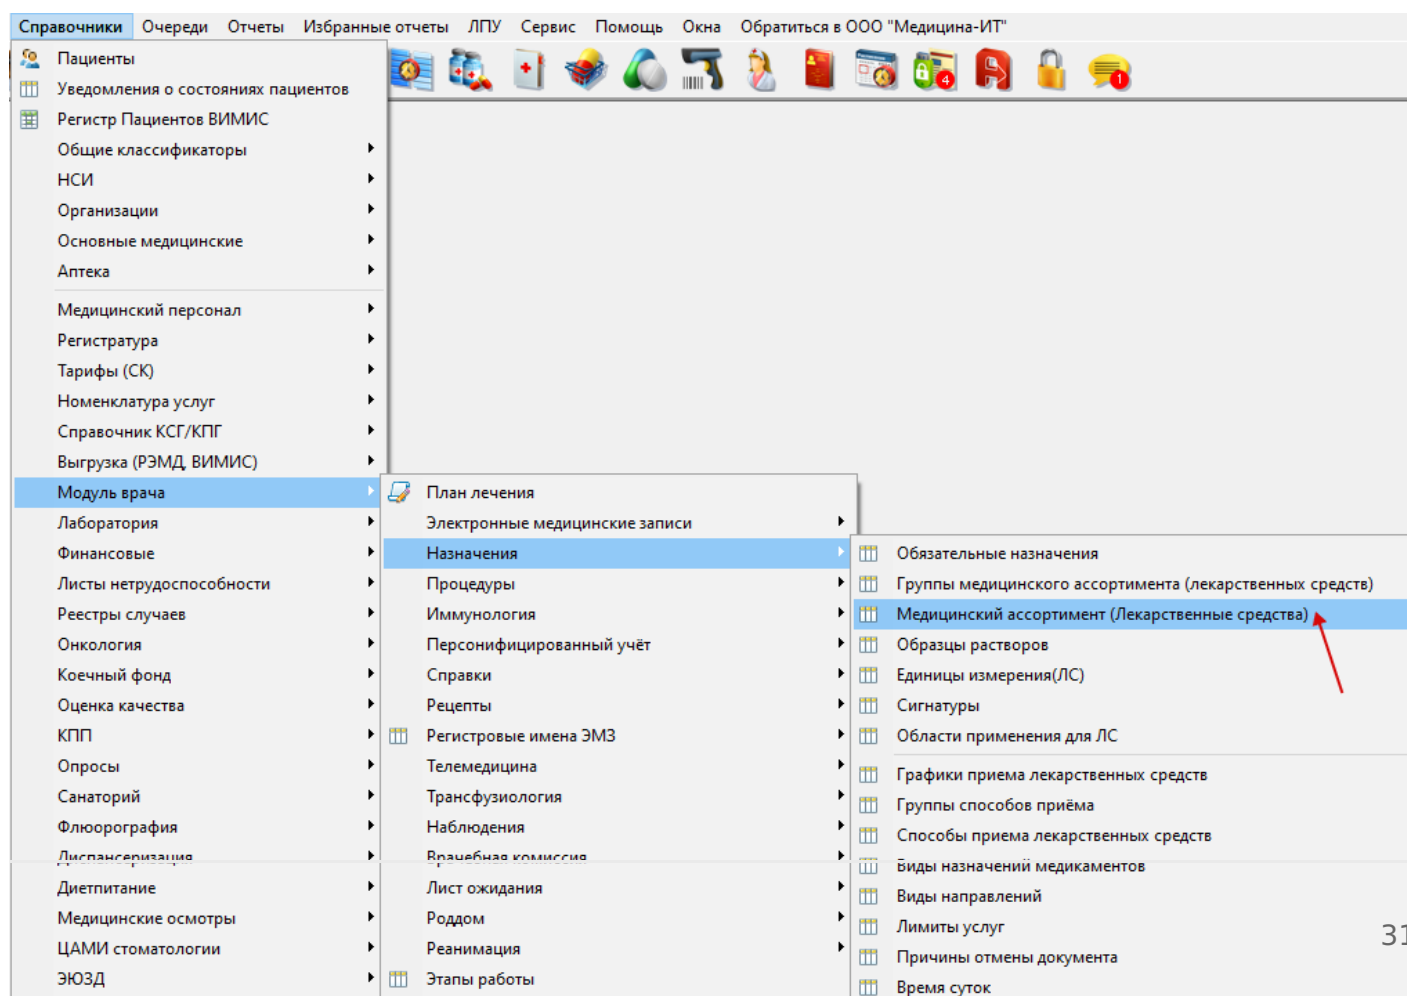 Справочники Очереди Отчеты Избранные отчеты ЛПУ Сервис Помощь Окна Обратиться в ООО "Медицина-ИТ"
4
1
Пациенты
Уведомления о состояниях пациентов
Регистр Пациентов ВИМИС
Общие классификаторы
НСИ
Организации
Основные медицинские
Аптека
Медицинский персонал
Регистратура
Тарифы (СК)
Номенклатура услуг
Справочник КСГ/КПГ
Выгрузка (РЭМД, ВИМИС)
Модуль врача
Лаборатория
Финансовые
Листы нетрудоспособности
Реестры случаев
Онкология
Коечный фонд
Оценка качества
КПП
Опросы
Санаторий
Флюорография
Диспансеризация
Диетпитание
Медицинские осмотры
ЦАМИ стоматологии
ЭЮЗД
План лечения
Электронные медицинские записи
Назначения
Процедуры
Иммунология
Персонифицированный учёт
Справки
Рецепты
Регистровые имена ЭМЗ
Телемедицина
Трансфузиология
Наблюдения
Врачебная комиссия
Лист ожидания
Роддом
Реанимация
Этапы работы
Обязательные назначения
Группы медицинского ассортимента (лекарственных средств)
Медицинский ассортимент (Лекарственные средства)
Образцы растворов
Единицы измерения(ЛС)
Сигнатуры
Области применения для ЛС
Графики приема лекарственных средств
Группы способов приёма
Способы приема лекарственных средств
Виды назначений медикаментов
Виды направлений
Лимиты услуг
Причины отмены документа
Время суток
31